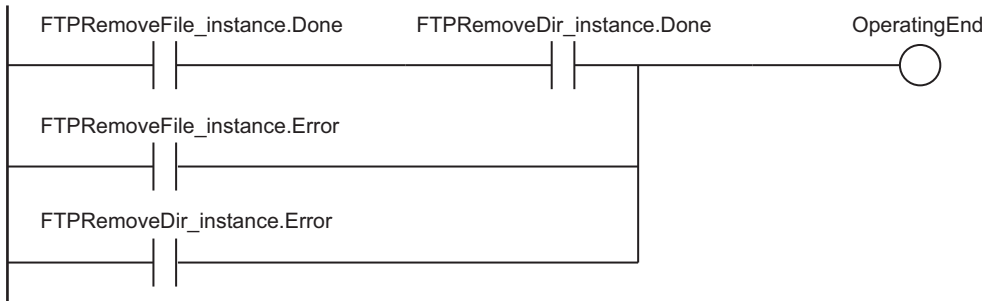 FTPRemoveFile_instance.Done FTPRemoveDir_instance.Done OperatingEnd
FTPRemoveFile_instance.Error
FTPRemoveDir_instance.Error